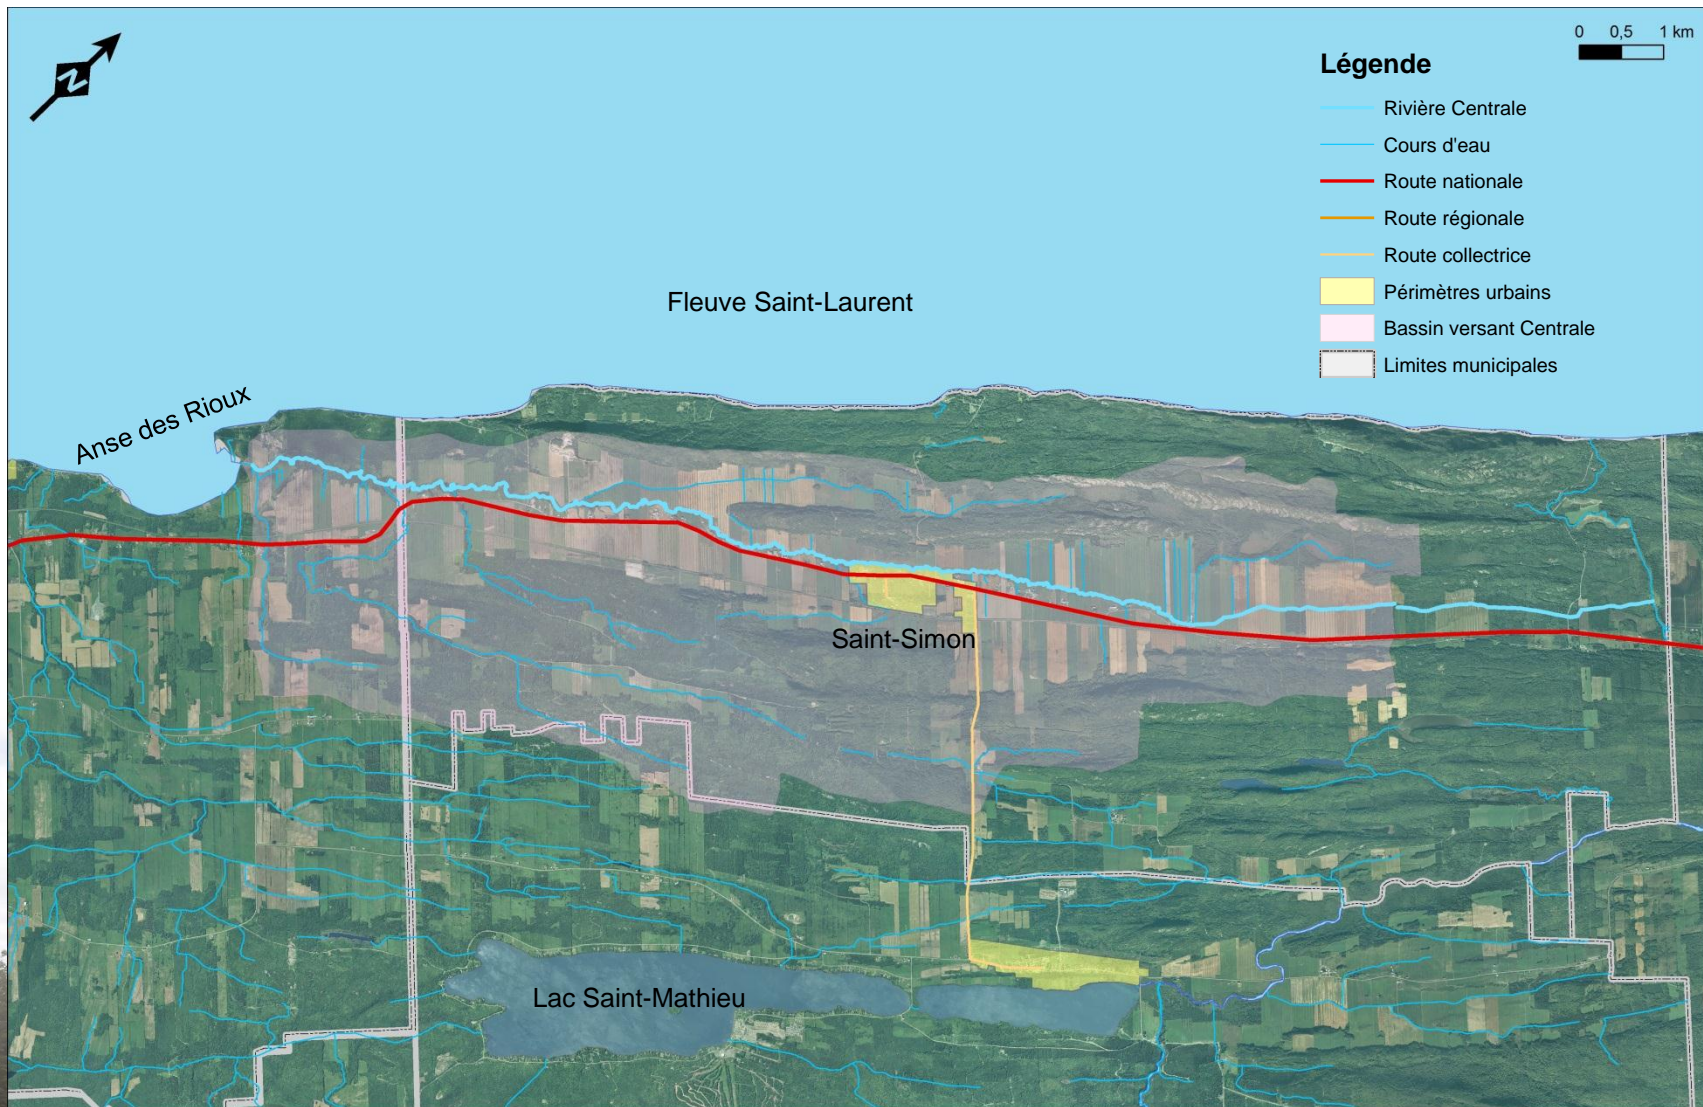 N
0 0,5 1 km
Légende
Rivière Centrale
Cours d'eau
Route nationale
Route régionale
Route collectrice
Périmètres urbains
Bassin versant Centrale
Limites municipales
Fleuve Saint-Laurent
Anse des Rioux
Saint-Simon
Lac Saint-Mathieu